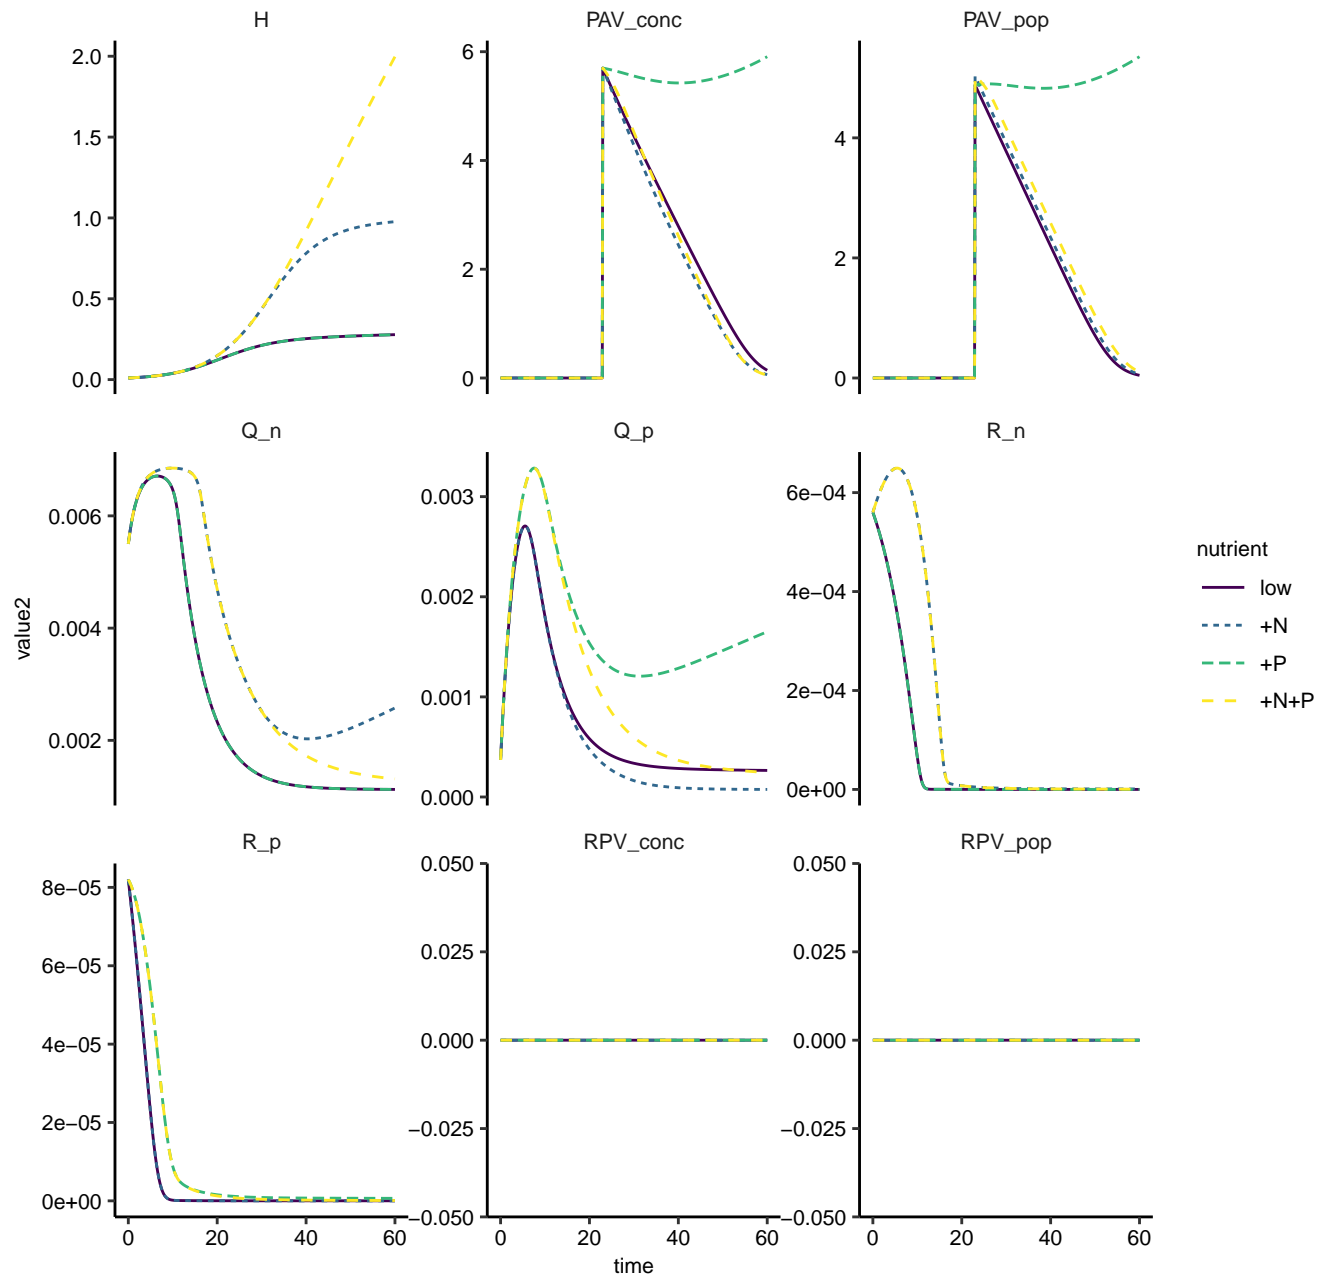 H
PAV_conc
PAV_pop
2.0
1.5
1.0
0.5
0.0
6
4
2
0
4
2
0
Q_n
Q_p
R_n
0.006
0.004
0.002
0.003
0.002
0.001
0.000
6e−04
4e−04
2e−04
0e+00
R_p
RPV_conc
RPV_pop
8e−05
6e−05
4e−05
2e−05
0e+00
0.050
0.025
0.000
−0.025
−0.050
0.050
0.025
0.000
−0.025
−0.050
0 20 40 60
0 20 40 60
0 20 40 60
time
value2
nutrient
low
+N
+P
+N+P